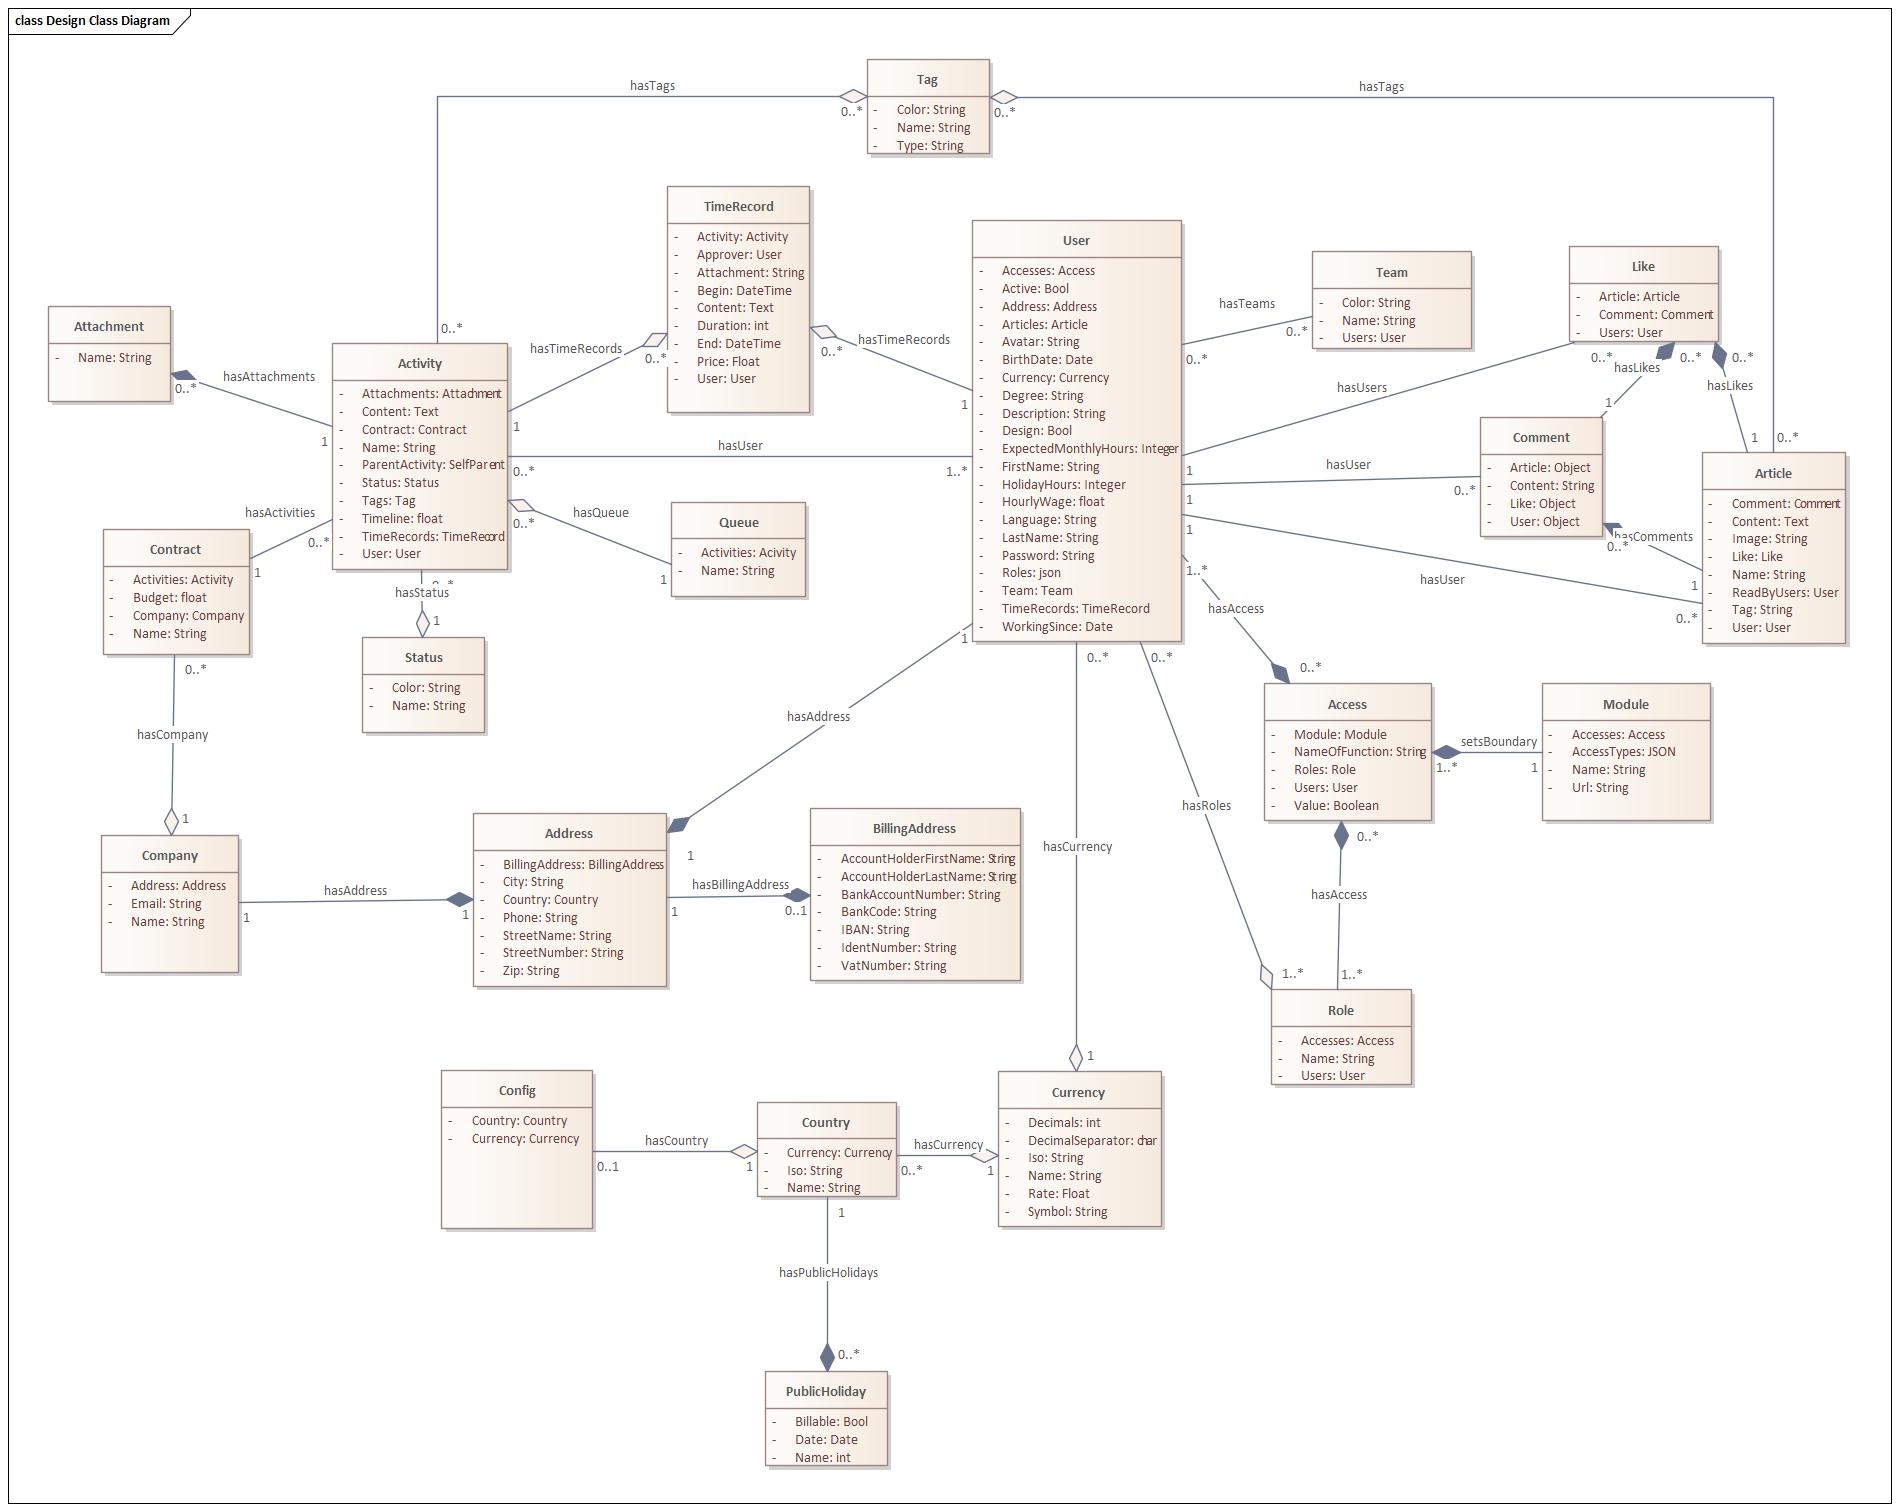 class Design Class Diagram
hasTags
0..*
0..*
Tag
- Color: String
- Name: String
- Type: String
hasTags
0..*
0..*
TimeRecord
- Activity: Activity
- Approver: User
- Attachment: String
- Begin: DateTime
- Content: Text
- Duration: int
- End: DateTime
- Price: Float
- User: User
User
- Accesses: Access
- Active: Bool
- Address: Address
- Articles: Article
- Avatar: String
- BirthDate: Date
- Currency: Currency
- Degree: String
- Description: String
- Design: Bool
- ExpectedMonthlyHours: Integer
- FirstName: String
- HolidayHours: Integer
- HourlyWage: float
- Language: String
- LastName: String
- Password: String
- Roles: json
- Team: Team
- TimeRecords: TimeRecord
- WorkingSince: Date
Team
- Color: String
- Name: String
- Users: User
hasTeams
0..*
0..*
Like
- Article: Article
- Comment: Comment
- Users: User
Attachment
- Name: String
hasAttachments
0..*
1
Activity
- Attachments: Attachment
- Content: Text
- Contract: Contract
- Name: String
- ParentActivity: SelfParent
- Status: Status
- Tags: Tag
- Timeline: float
- TimeRecords: TimeRecord
- User: User
hasTimeRecords
0..*
1
hasTimeRecords
0..*
1
hasUser
0..*
1..*
hasUsers
0..*
1
hasLikes
0..*
1
hasLikes
0..*
1
Comment
- Article: Object
- Content: String
- Like: Object
- User: Object
hasUser
1
0..*
Article
- Comment: Comment
- Content: Text
- Image: String
- Like: Like
- Name: String
- ReadByUsers: User
- Tag: String
- User: User
hasComments
0..*
1
hasUser
1
0..*
hasQueue
0..*
1
Queue
- Activities: Acivity
- Name: String
Contract
- Activities: Activity
- Budget: float
- Company: Company
- Name: String
hasActivities
0..*
1
0..*
hasStatus
1
Status
- Color: String
- Name: String
hasAccess
1..*
0..*
Access
- Module: Module
- NameOfFunction: String
- Roles: Role
- Users: User
- Value: Boolean
Module
- Accesses: Access
- AccessTypes: JSON
- Name: String
- Url: String
setsBoundary
1..*
1
0..*
hasCompany
1
Company
- Address: Address
- Email: String
- Name: String
hasAddress
1
1
Address
- BillingAddress: BillingAddress
- City: String
- Country: Country
- Phone: String
- StreetName: String
- StreetNumber: String
- Zip: String
hasAddress
1
1
hasBillingAddress
1
0..1
BillingAddress
- AccountHolderFirstName: String
- AccountHolderLastName: String
- BankAccountNumber: String
- BankCode: String
- IBAN: String
- IdentNumber: String
- VatNumber: String
0..*
hasCurrency
1
0..*
hasRoles
1..*
0..*
hasAccess
1..*
Role
- Accesses: Access
- Name: String
- Users: User
Config
- Country: Country
- Currency: Currency
hasCountry
0..1
1
Country
- Currency: Currency
- Iso: String
- Name: String
hasCurrency
0..*
1
Currency
- Decimals: int
- DecimalSeparator: char
- Iso: String
- Name: String
- Rate: Float
- Symbol: String
1
hasPublicHolidays
0..*
PublicHoliday
- Billable: Bool
- Date: Date
- Name: int